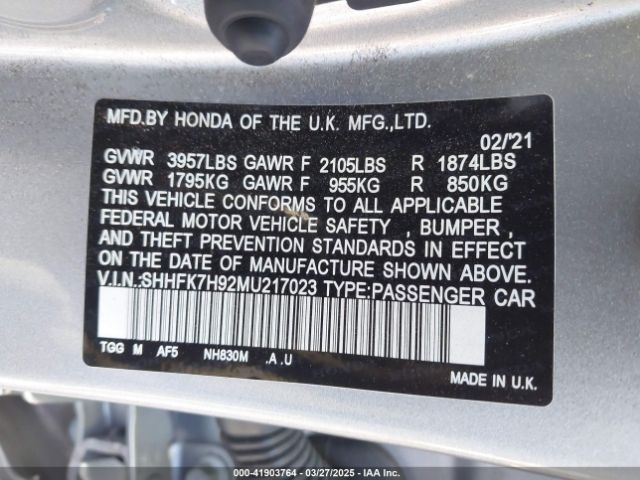 MFD.BY HONDA OF THE U.K. MFG.,LTD.
02/'21
GVWR 3957LBS GAWR F 2105LBS R 1874LBS
GVWR 1795KG GAWR F 955KG R 850KG
THIS VEHICLE CONFORMS TO ALL APPLICABLE
FEDERAL MOTOR VEHICLE SAFETY , BUMPER ,
AND THEFT PREVENTION STANDARDS IN EFFECT
ON THE DATE OF MANUFACTURE SHOWN ABOVE.
V.I.N.:SHHFK7H92MU217023 TYPE:PASSENGER CAR
TGG M AF5 NH830M .A .U
MADE IN U.K.
000-41903764 — 03/27/2025 — IAA Inc.